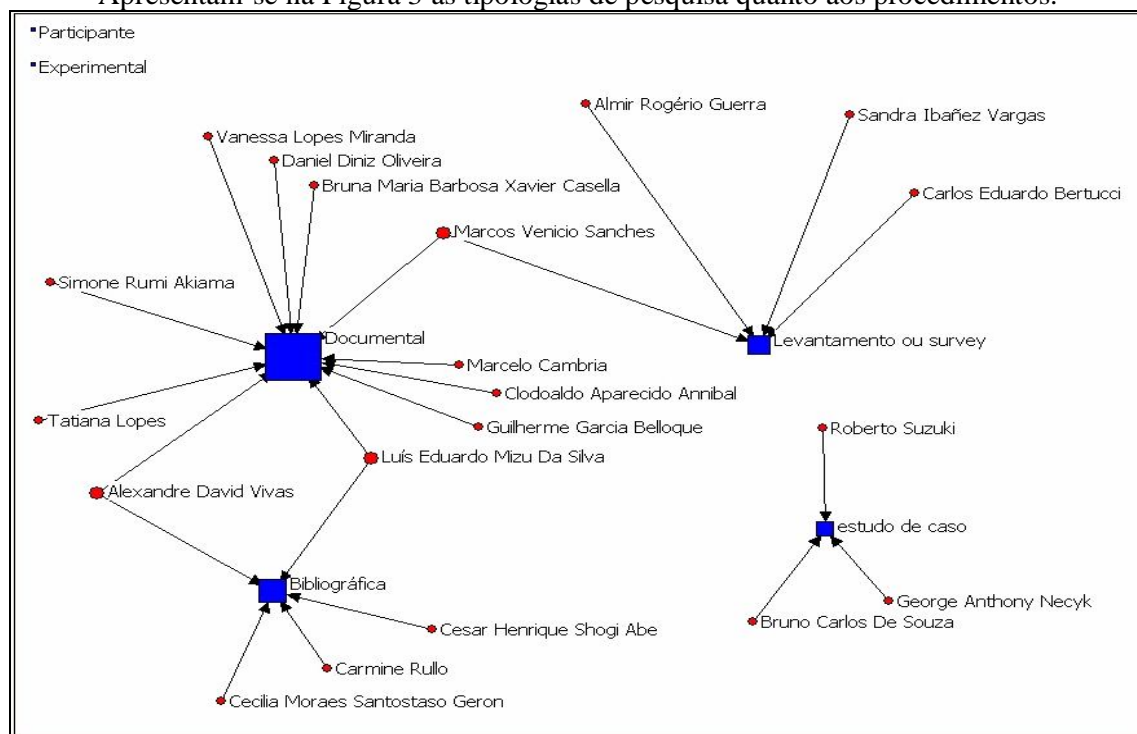 Apresentam-se na Figura 3 as tipologias de pesquisa quanto aos procedimentos.
Participante
Experimental
Almir Rogério Guerra
Sandra Ibañez Vargas
Vanessa Lopes Miranda
Daniel Diniz Oliveira
Bruna Maria Barbosa Xavier Casella
Carlos Eduardo Bertucci
Marcos Venicio Sanches
Simone Rumi Akiama
Documental
Levantamento ou survey
Marcelo Cambria
Clodoaldo Aparecido Annibal
Tatiana Lopes
Guilherme Garcia Belloque
Roberto Suzuki
Luís Eduardo Mizu Da Silva
Alexandre David Vivas
estudo de caso
Bibliográfica
George Anthony Necyk
Bruno Carlos De Souza
Cesar Henrique Shogi Abe
Carmine Rullo
Cecilia Moraes Santostaso Geron